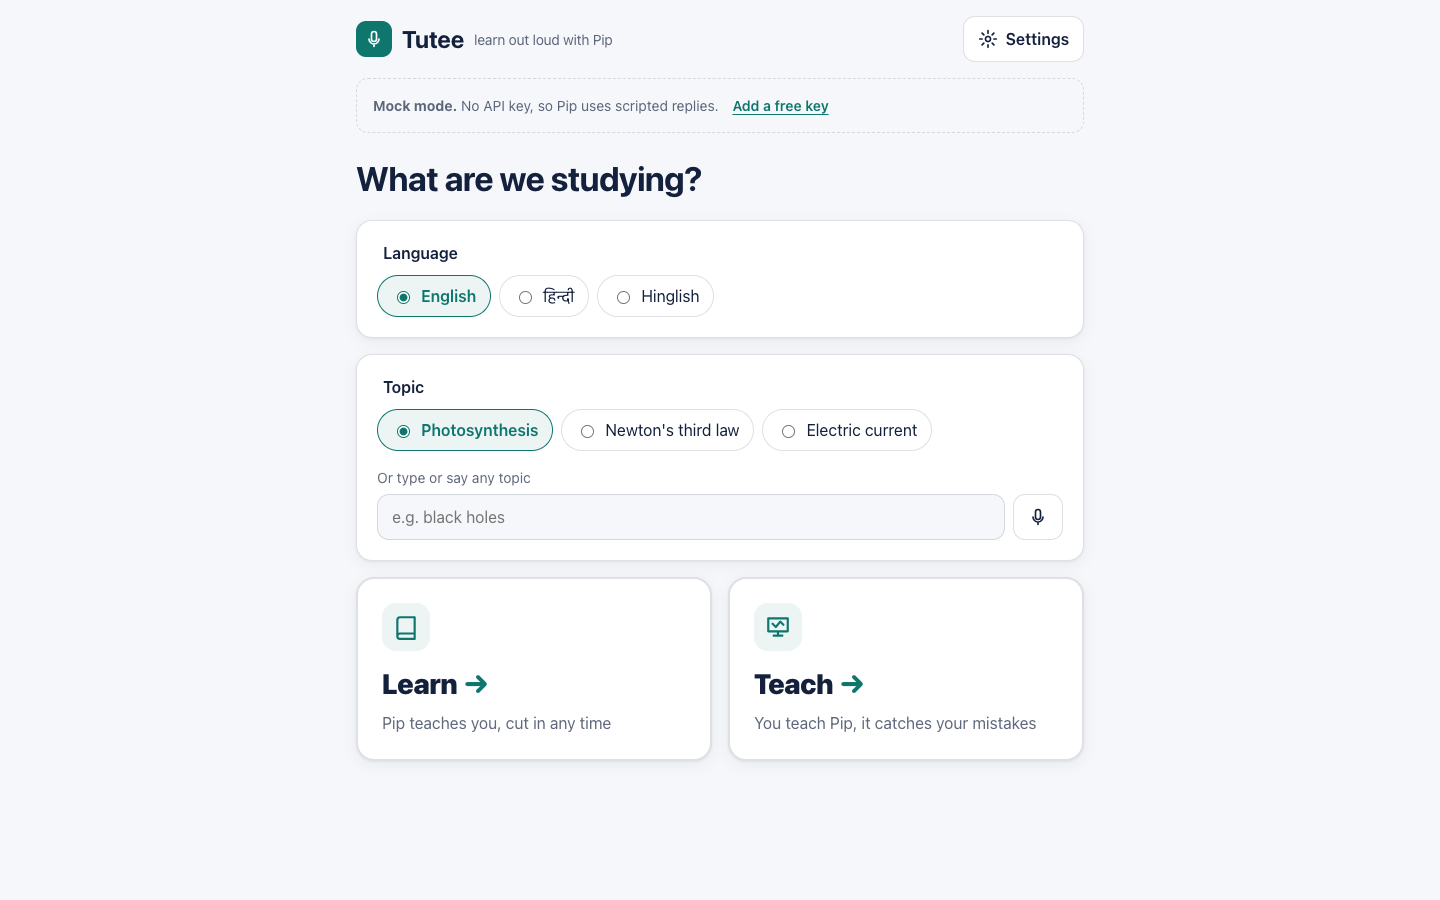 Tutee learn out loud with Pip
Settings
Mock mode. No API key, so Pip uses scripted replies. Add a free key
What are we studying?
Language
English हिन्दी Hinglish
Topic
Photosynthesis Newton's third law Electric current
Or type or say any topic
e.g. black holes
Learn →
Pip teaches you, cut in any time
Teach →
You teach Pip, it catches your mistakes